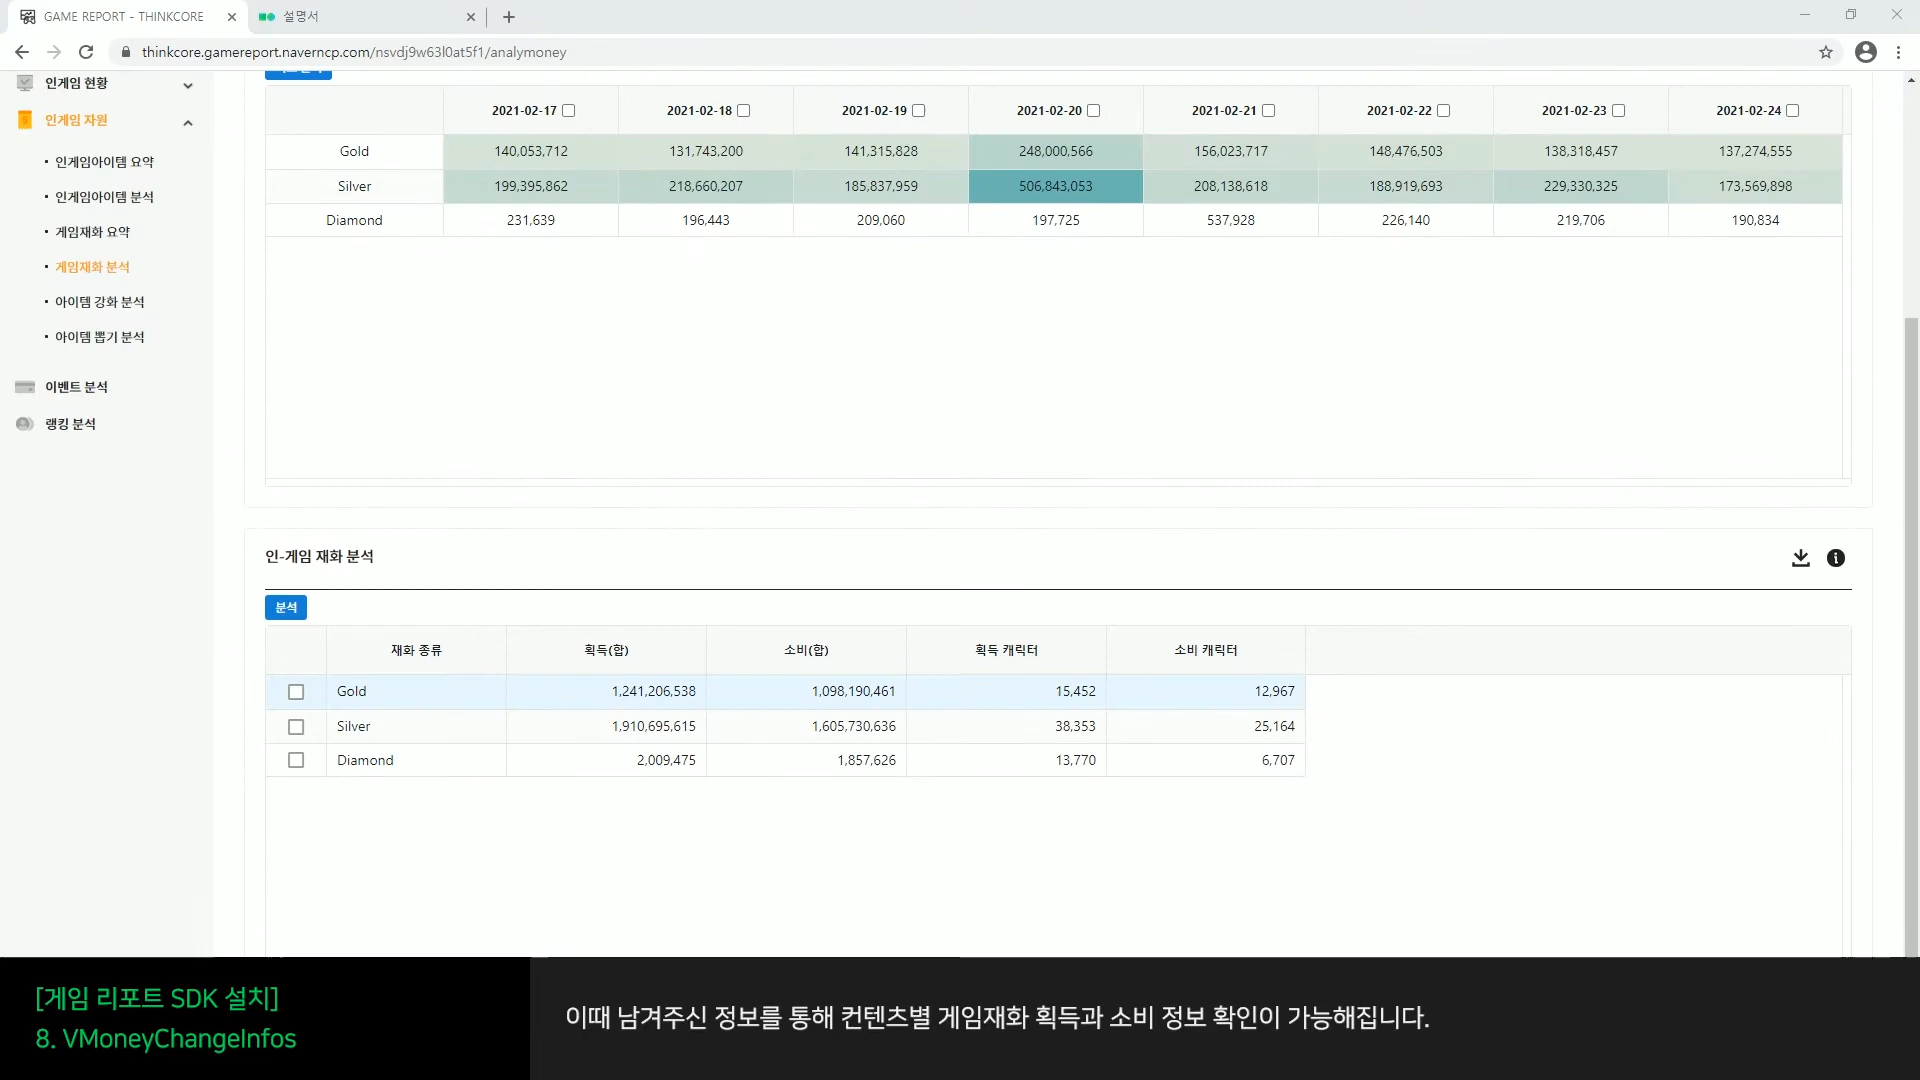 GAME REPORT - THINKCORE
설명서
thinkcore.gamereport.naverncp.com/nsvdj9w63l0at5f1/analymoney
인게임 현황
인게임 자원
• 인게임아이템 요약
• 인게임아이템 분석
• 게임재화 요약
• 게임재화 분석
• 아이템 강화 분석
• 아이템 뽑기 분석
이벤트 분석
랭킹 분석
2021-02-17 2021-02-18 2021-02-19 2021-02-20 2021-02-21 2021-02-22 2021-02-23 2021-02-24
Gold 140,053,712 131,743,200 141,315,828 248,000,566 156,023,717 148,476,503 138,318,457 137,274,555
Silver 199,395,862 218,660,207 185,837,959 506,843,053 208,138,618 188,919,693 229,330,325 173,569,898
Diamond 231,639 196,443 209,060 197,725 537,928 226,140 219,706 190,834
인-게임 재화 분석
분석
재화 종류 획득(합) 소비(합) 획득 캐릭터 소비 캐릭터
Gold 1,241,206,538 1,098,190,461 15,452 12,967
Silver 1,910,695,615 1,605,730,636 38,353 25,164
Diamond 2,009,475 1,857,626 13,770 6,707
[게임 리포트 SDK 설치]
8. VMoneyChangeInfos
이때 남겨주신 정보를 통해 컨텐츠별 게임재화 획득과 소비 정보 확인이 가능해집니다.